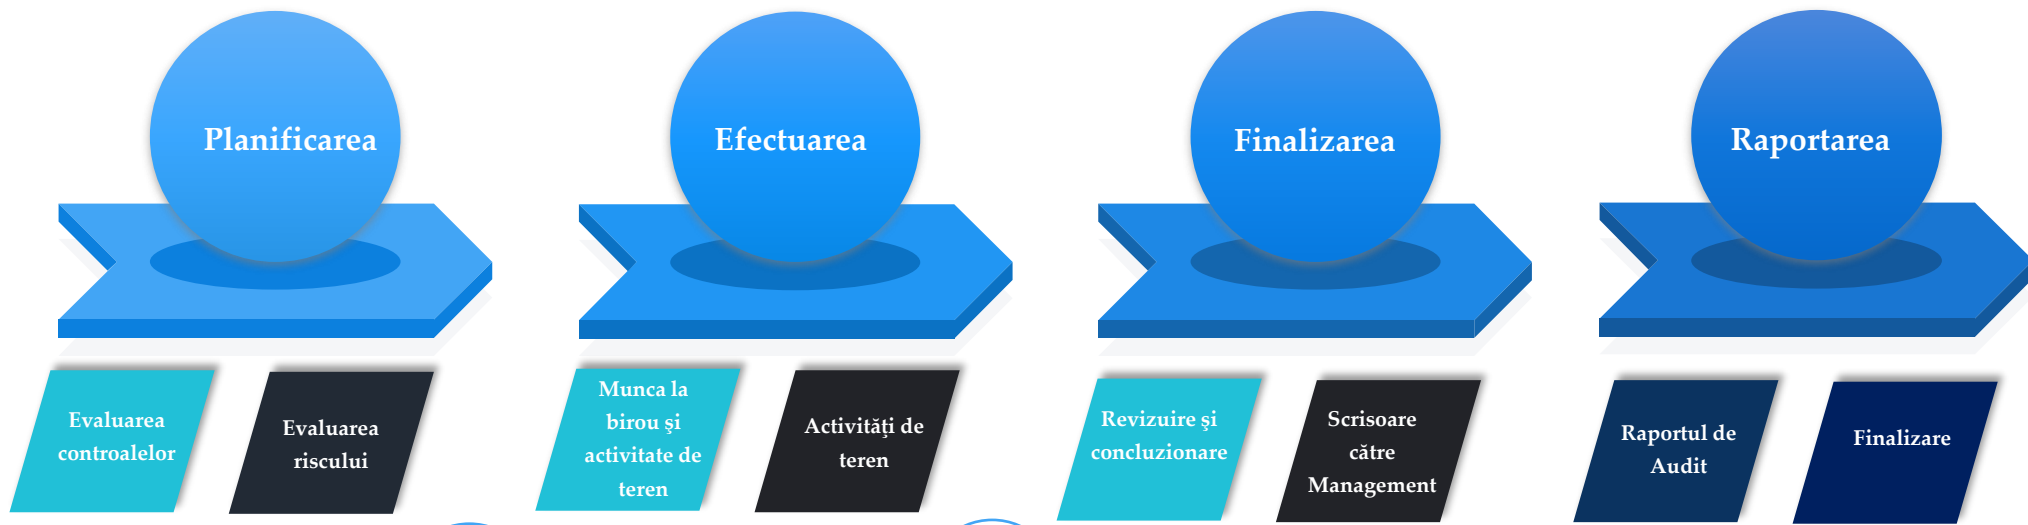 Planificarea
Efectuarea
Finalizarea
Raportarea
Evaluarea
controalelor
Evaluarea
riscului
Munca la
birou şi
activitate de
teren
Activităţi de
teren
Revizuire şi
concluzionare
Scrisoare
către
Management
Raportul de
Audit
Finalizare